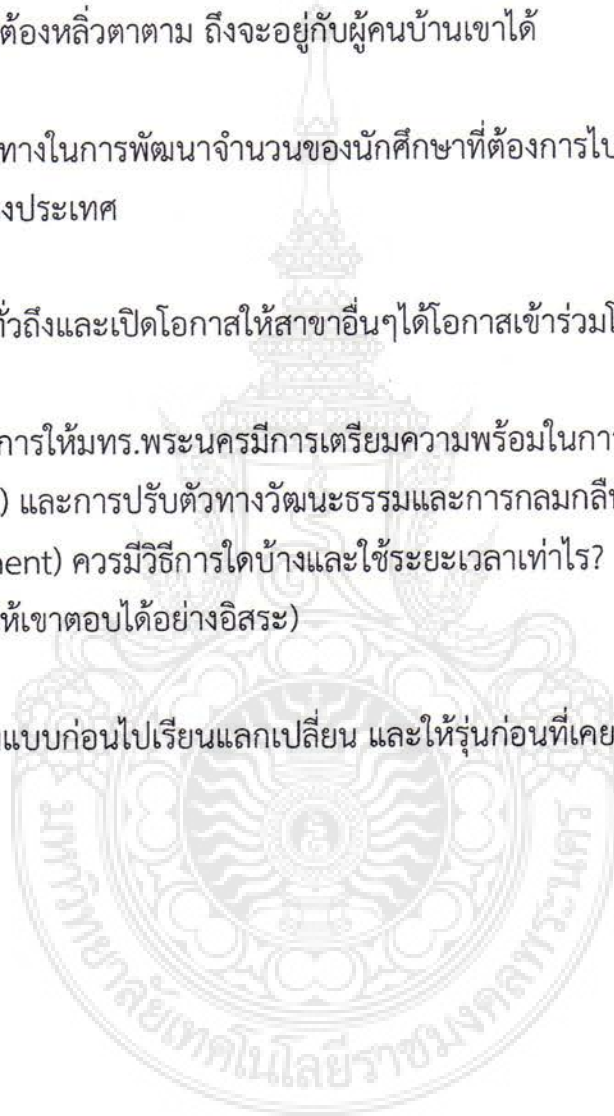 ต้องหลิ่วตาตาม ถึงจะอยู่กับผู้คนบ้านเขาได้
ทางในการพัฒนาจำนวนของนักศึกษาที่ต้องการไป
งประเทศ
ทั่วถึงและเปิดโอกาสให้สาขาอื่นๆได้โอกาสเข้าร่วมโ
การให้มทร.พระนครมีการเตรียมความพร้อมในกา
) และการปรับตัวทางวัฒนะธรรมและการกลมกลืน
nent) ควรมีวิธีการใดบ้างและใช้ระยะเวลาเท่าไร?
ห้เขาตอบได้อย่างอิสระ)
แบบก่อนไปเรียนแลกเปลี่ยน และให้รุ่นก่อนที่เคย
มหาวิทยาลัยเทคโนโลยีราชมงคลพระนคร